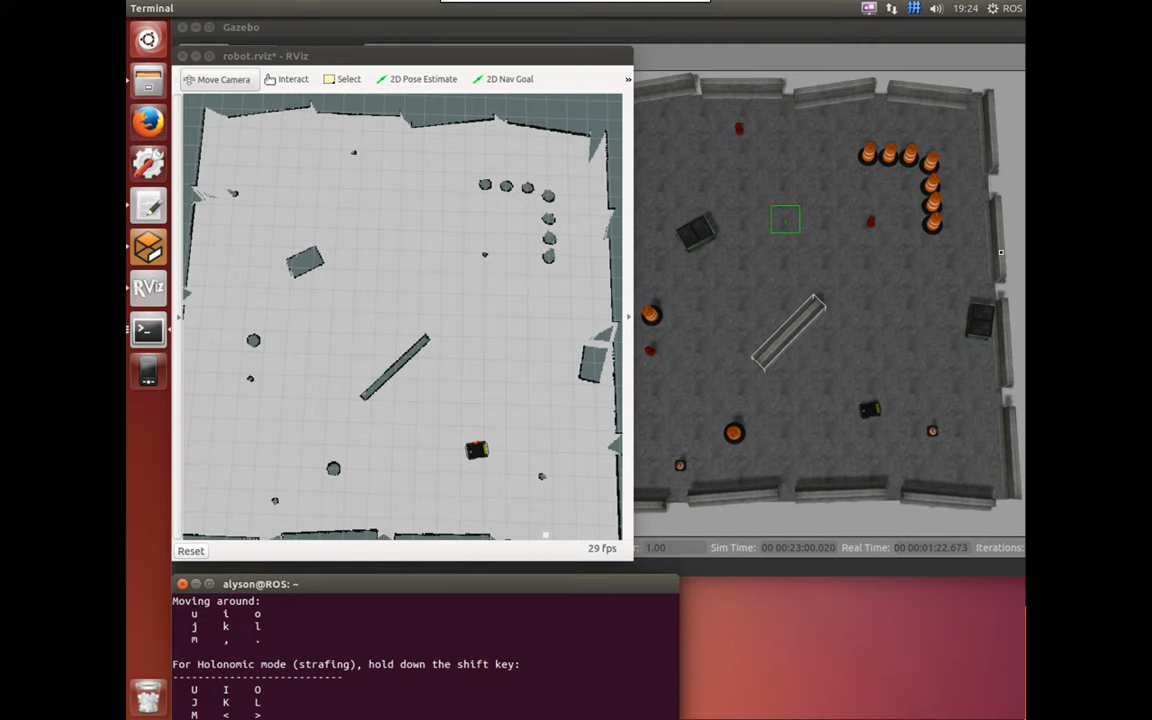 Terminal
19:24
ROS
Gazebo
robot.rviz* - RViz
Move Camera
Interact
Select
2D Pose Estimate
2D Nav Goal
»
RViz
Reset
29 fps
1.00
Sim Time:
00 00:23:00.020
Real Time:
00 00:01:22.673
Iterations:
alyson@ROS: ~
Moving around:
u i o
j k l
m , .
For Holonomic mode (strafing), hold down the shift key:
---------------------------
U I O
J K L
M < >